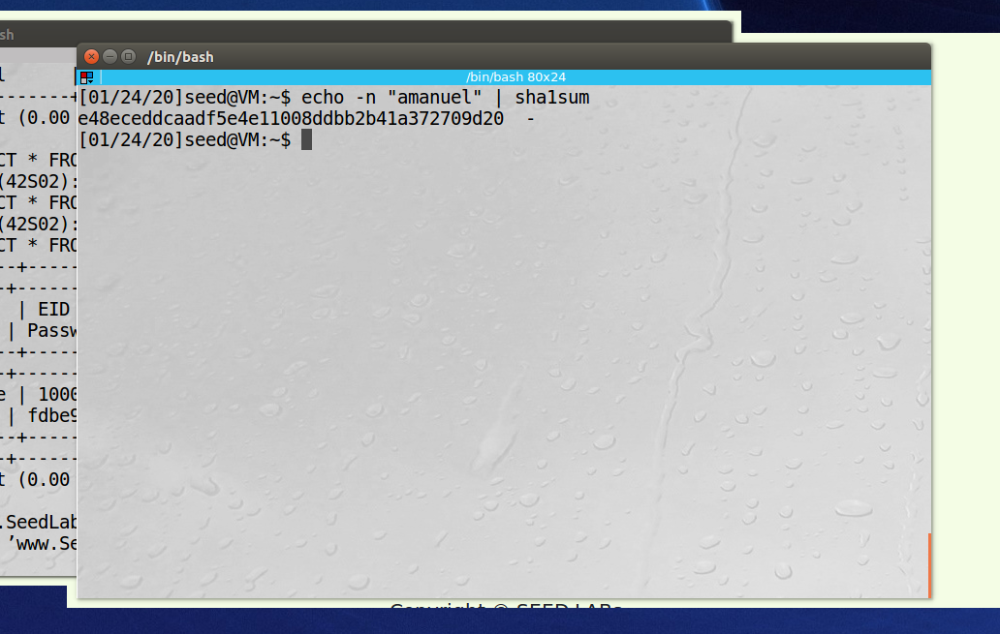 sh
/bin/bash
/bin/bash 80x24
[01/24/20]seed@VM:~$ echo -n "amanuel" | sha1sum
e48eceddcaadf5e4e11008ddbb2b41a372709d20  -
[01/24/20]seed@VM:~$
l
-------+
t (0.00
CT * FRO
(42S02):
CT * FRO
(42S02):
CT * FRO
--+-----
-+------
| EID
| Passw
--+-----
-+------
e | 1000
| fdbe9
--+-----
-+------
t (0.00
.SeedLab
'www.Se
Copyright © SEED LABs